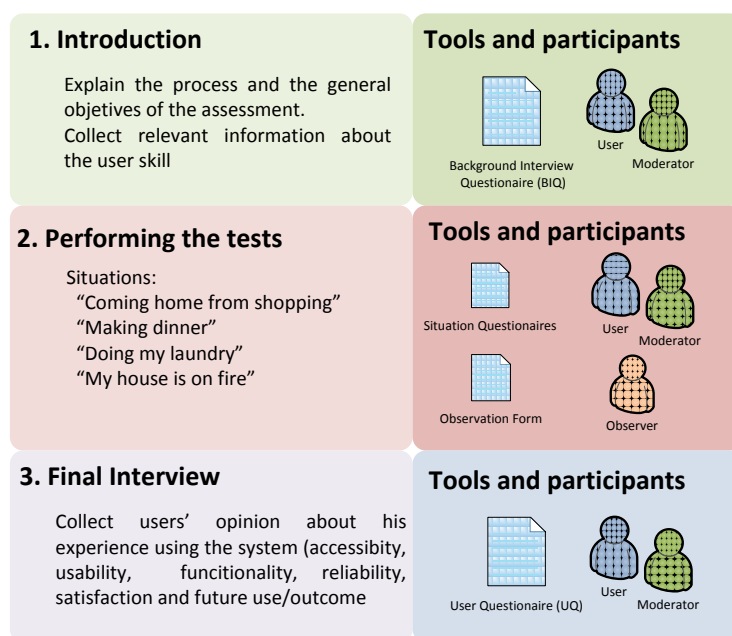 1. Introduction
Explain the process and the general
objetives of the assessment.
Collect relevant information about
the user skill
Tools and participants
User
Moderator
Background Interview
Questionaire (BIQ)
2. Performing the tests
Situations:
“Coming home from shopping”
“Making dinner”
“Doing my laundry”
“My house is on fire”
Tools and participants
Situation Questionaires
User
Moderator
Observation Form
Observer
3. Final Interview
Collect users’ opinion about his
experience using the system (accessibity,
usability, funcitionality, reliability,
satisfaction and future use/outcome
Tools and participants
User Questionaire (UQ)
User
Moderator